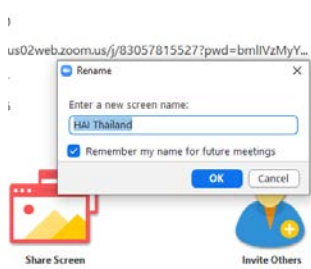 us02web.zoom.us/j/83057815527?pwd=bmlIVzMyY...
Rename
Enter a new screen name:
HAI Thailand
Remember my name for future meetings
OK Cancel
Share Screen Invite Others